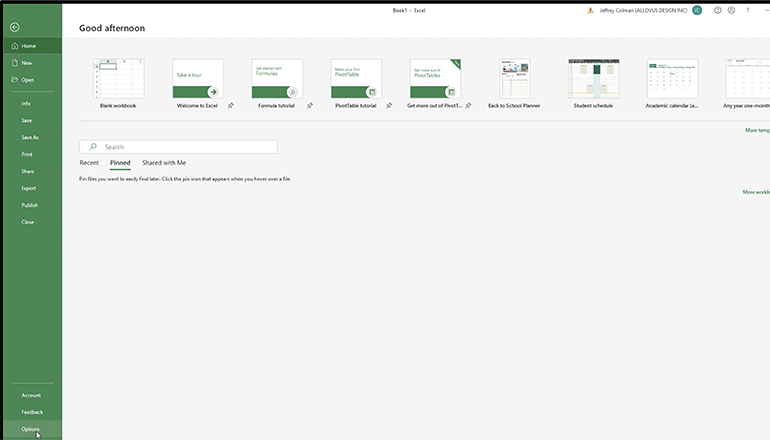 Book1 - Excel
Jeffrey Colman (ALLOVUS DESIGN INC)
JC
?
Good afternoon
Home
New
Open
Info
Save
Save As
Print
Share
Export
Publish
Close
Account
Feedback
Options
Take a tour
Get started with
Formulas
fx
Make your first
PivotTable
Get more out of
PivotTables
Blank workbook
Welcome to Excel
Formula tutorial
PivotTable tutorial
Get more out of PivotT...
Back to School Planner
Student schedule
Academic calendar (a...
Any year one-month
More temp
Search
Recent
Pinned
Shared with Me
Pin files you want to easily find later. Click the pin icon that appears when you hover over a file.
More workb